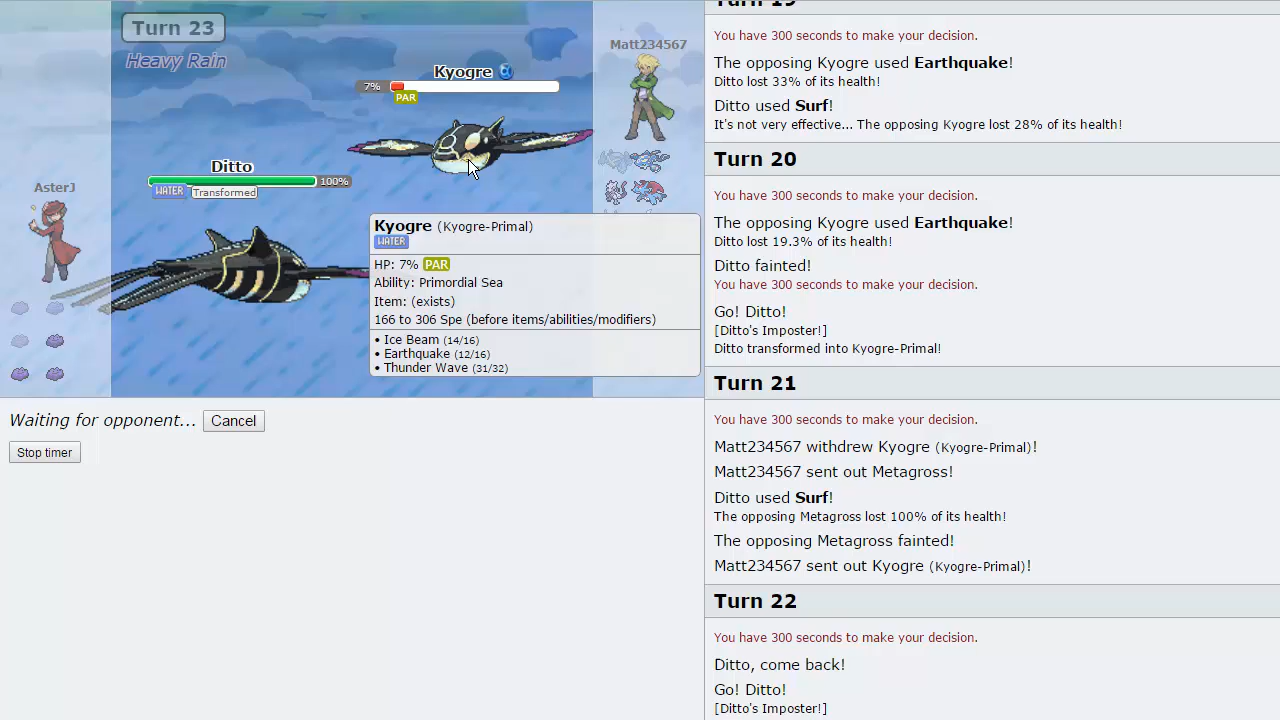 Turn 23
Heavy Rain
Matt234567
Kyogre
7%
PAR
Ditto
100%
WATER Transformed
AsterJ
Kyogre (Kyogre-Primal)
WATER
HP: 7% PAR
Ability: Primordial Sea
Item: (exists)
166 to 306 Spe (before items/abilities/modifiers)
• Ice Beam (14/16)
• Earthquake (12/16)
• Thunder Wave (31/32)
Waiting for opponent... Cancel
Stop timer
Turn 19
You have 300 seconds to make your decision.
The opposing Kyogre used Earthquake!
Ditto lost 33% of its health!
Ditto used Surf!
It's not very effective... The opposing Kyogre lost 28% of its health!
Turn 20
You have 300 seconds to make your decision.
The opposing Kyogre used Earthquake!
Ditto lost 19.3% of its health!
Ditto fainted!
You have 300 seconds to make your decision.
Go! Ditto!
[Ditto's Imposter!]
Ditto transformed into Kyogre-Primal!
Turn 21
You have 300 seconds to make your decision.
Matt234567 withdrew Kyogre (Kyogre-Primal)!
Matt234567 sent out Metagross!
Ditto used Surf!
The opposing Metagross lost 100% of its health!
The opposing Metagross fainted!
Matt234567 sent out Kyogre (Kyogre-Primal)!
Turn 22
You have 300 seconds to make your decision.
Ditto, come back!
Go! Ditto!
[Ditto's Imposter!]